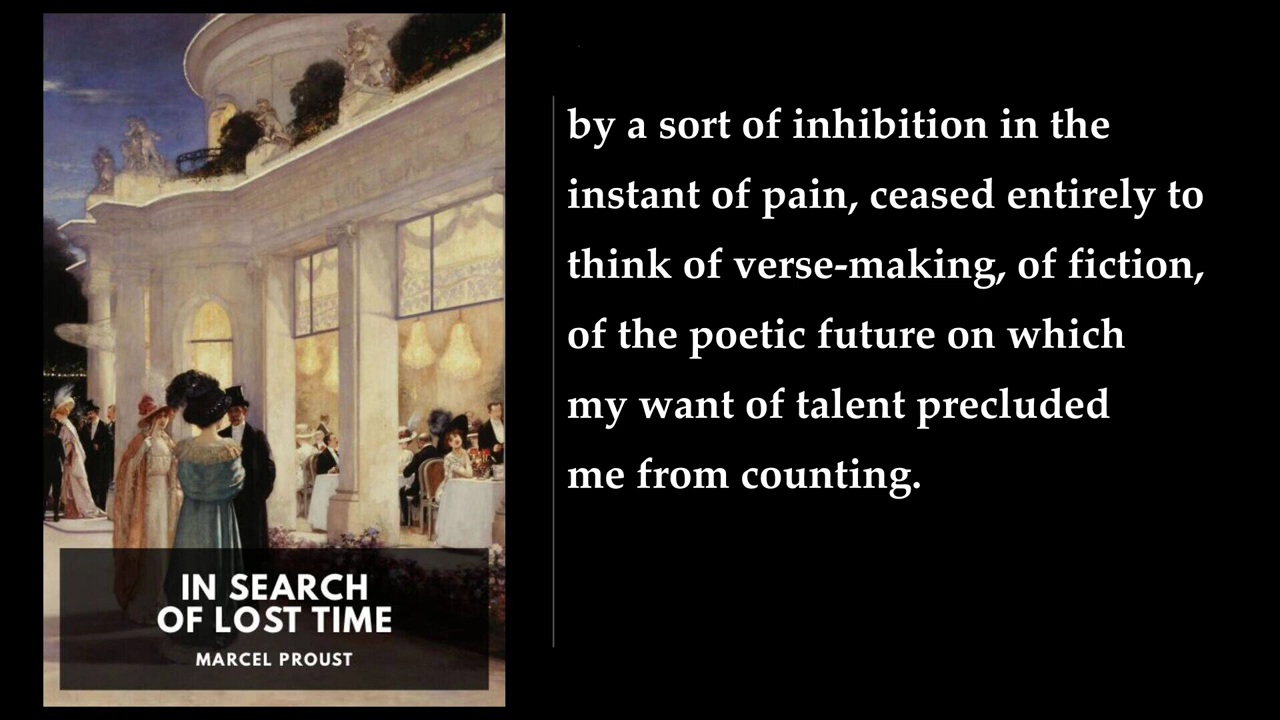 IN SEARCH
OF LOST TIME
MARCEL PROUST
by a sort of inhibition in the
instant of pain, ceased entirely to
think of verse-making, of fiction,
of the poetic future on which
my want of talent precluded
me from counting.